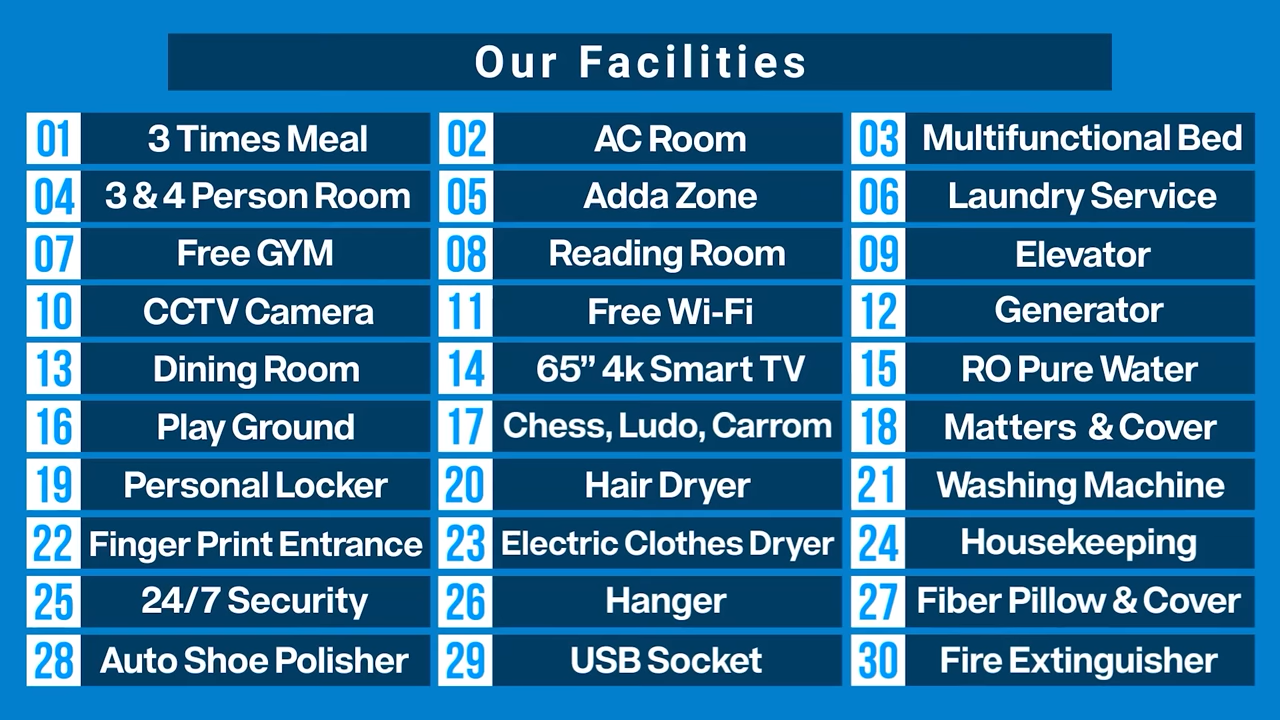 Our Facilities
01 3 Times Meal
02 AC Room
03 Multifunctional Bed
04 3 & 4 Person Room
05 Adda Zone
06 Laundry Service
07 Free GYM
08 Reading Room
09 Elevator
10 CCTV Camera
11 Free Wi-Fi
12 Generator
13 Dining Room
14 65” 4k Smart TV
15 RO Pure Water
16 Play Ground
17 Chess, Ludo, Carrom
18 Matters & Cover
19 Personal Locker
20 Hair Dryer
21 Washing Machine
22 Finger Print Entrance
23 Electric Clothes Dryer
24 Housekeeping
25 24/7 Security
26 Hanger
27 Fiber Pillow & Cover
28 Auto Shoe Polisher
29 USB Socket
30 Fire Extinguisher